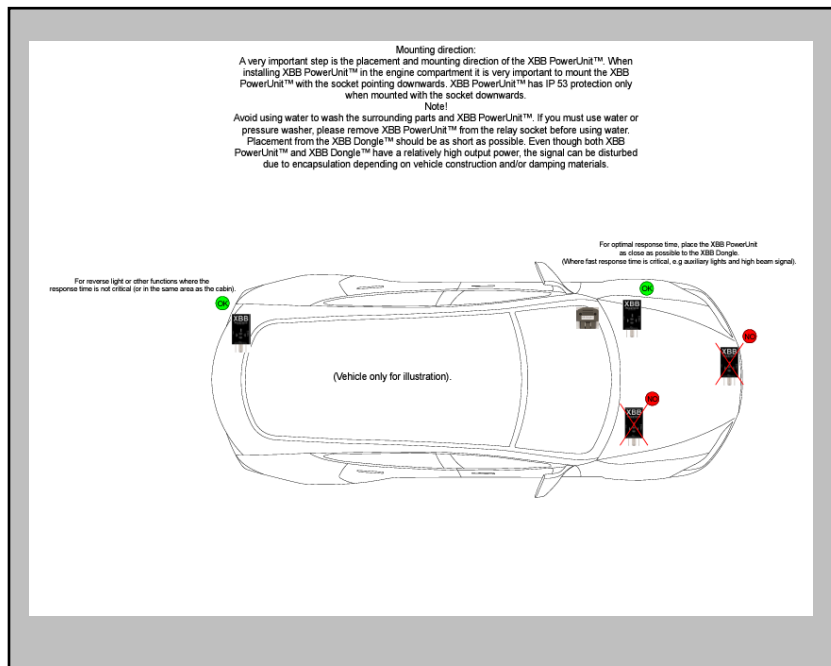 Mounting direction:
A very important step is the placement and mounting direction of the XBB PowerUnit™. When
installing XBB PowerUnit™ in the engine compartment it is very important to mount the XBB
PowerUnit™ with the socket pointing downwards. XBB PowerUnit™ has IP 53 protection only
when mounted with the socket downwards.
Note!
Avoid using water to wash the surrounding parts and XBB PowerUnit™. If you must use water or
pressure washer, please remove XBB PowerUnit™ from the relay socket before using water.
Placement from the XBB Dongle™ should be as short as possible. Even though both XBB
PowerUnit™ and XBB Dongle™ have a relatively high output power, the signal can be disturbed
due to encapsulation depending on vehicle construction and/or damping materials.
For optimal response time, place the XBB PowerUnit
as close as possible to the XBB Dongle.
(Where fast response time is critical, e.g auxiliary lights and high beam signal).
For reverse light or other functions where the
response time is not critical (or in the same area as the cabin).
OK
OK
XBB
XBB
NO
XBB
(Vehicle only for illustration).
NO
XBB